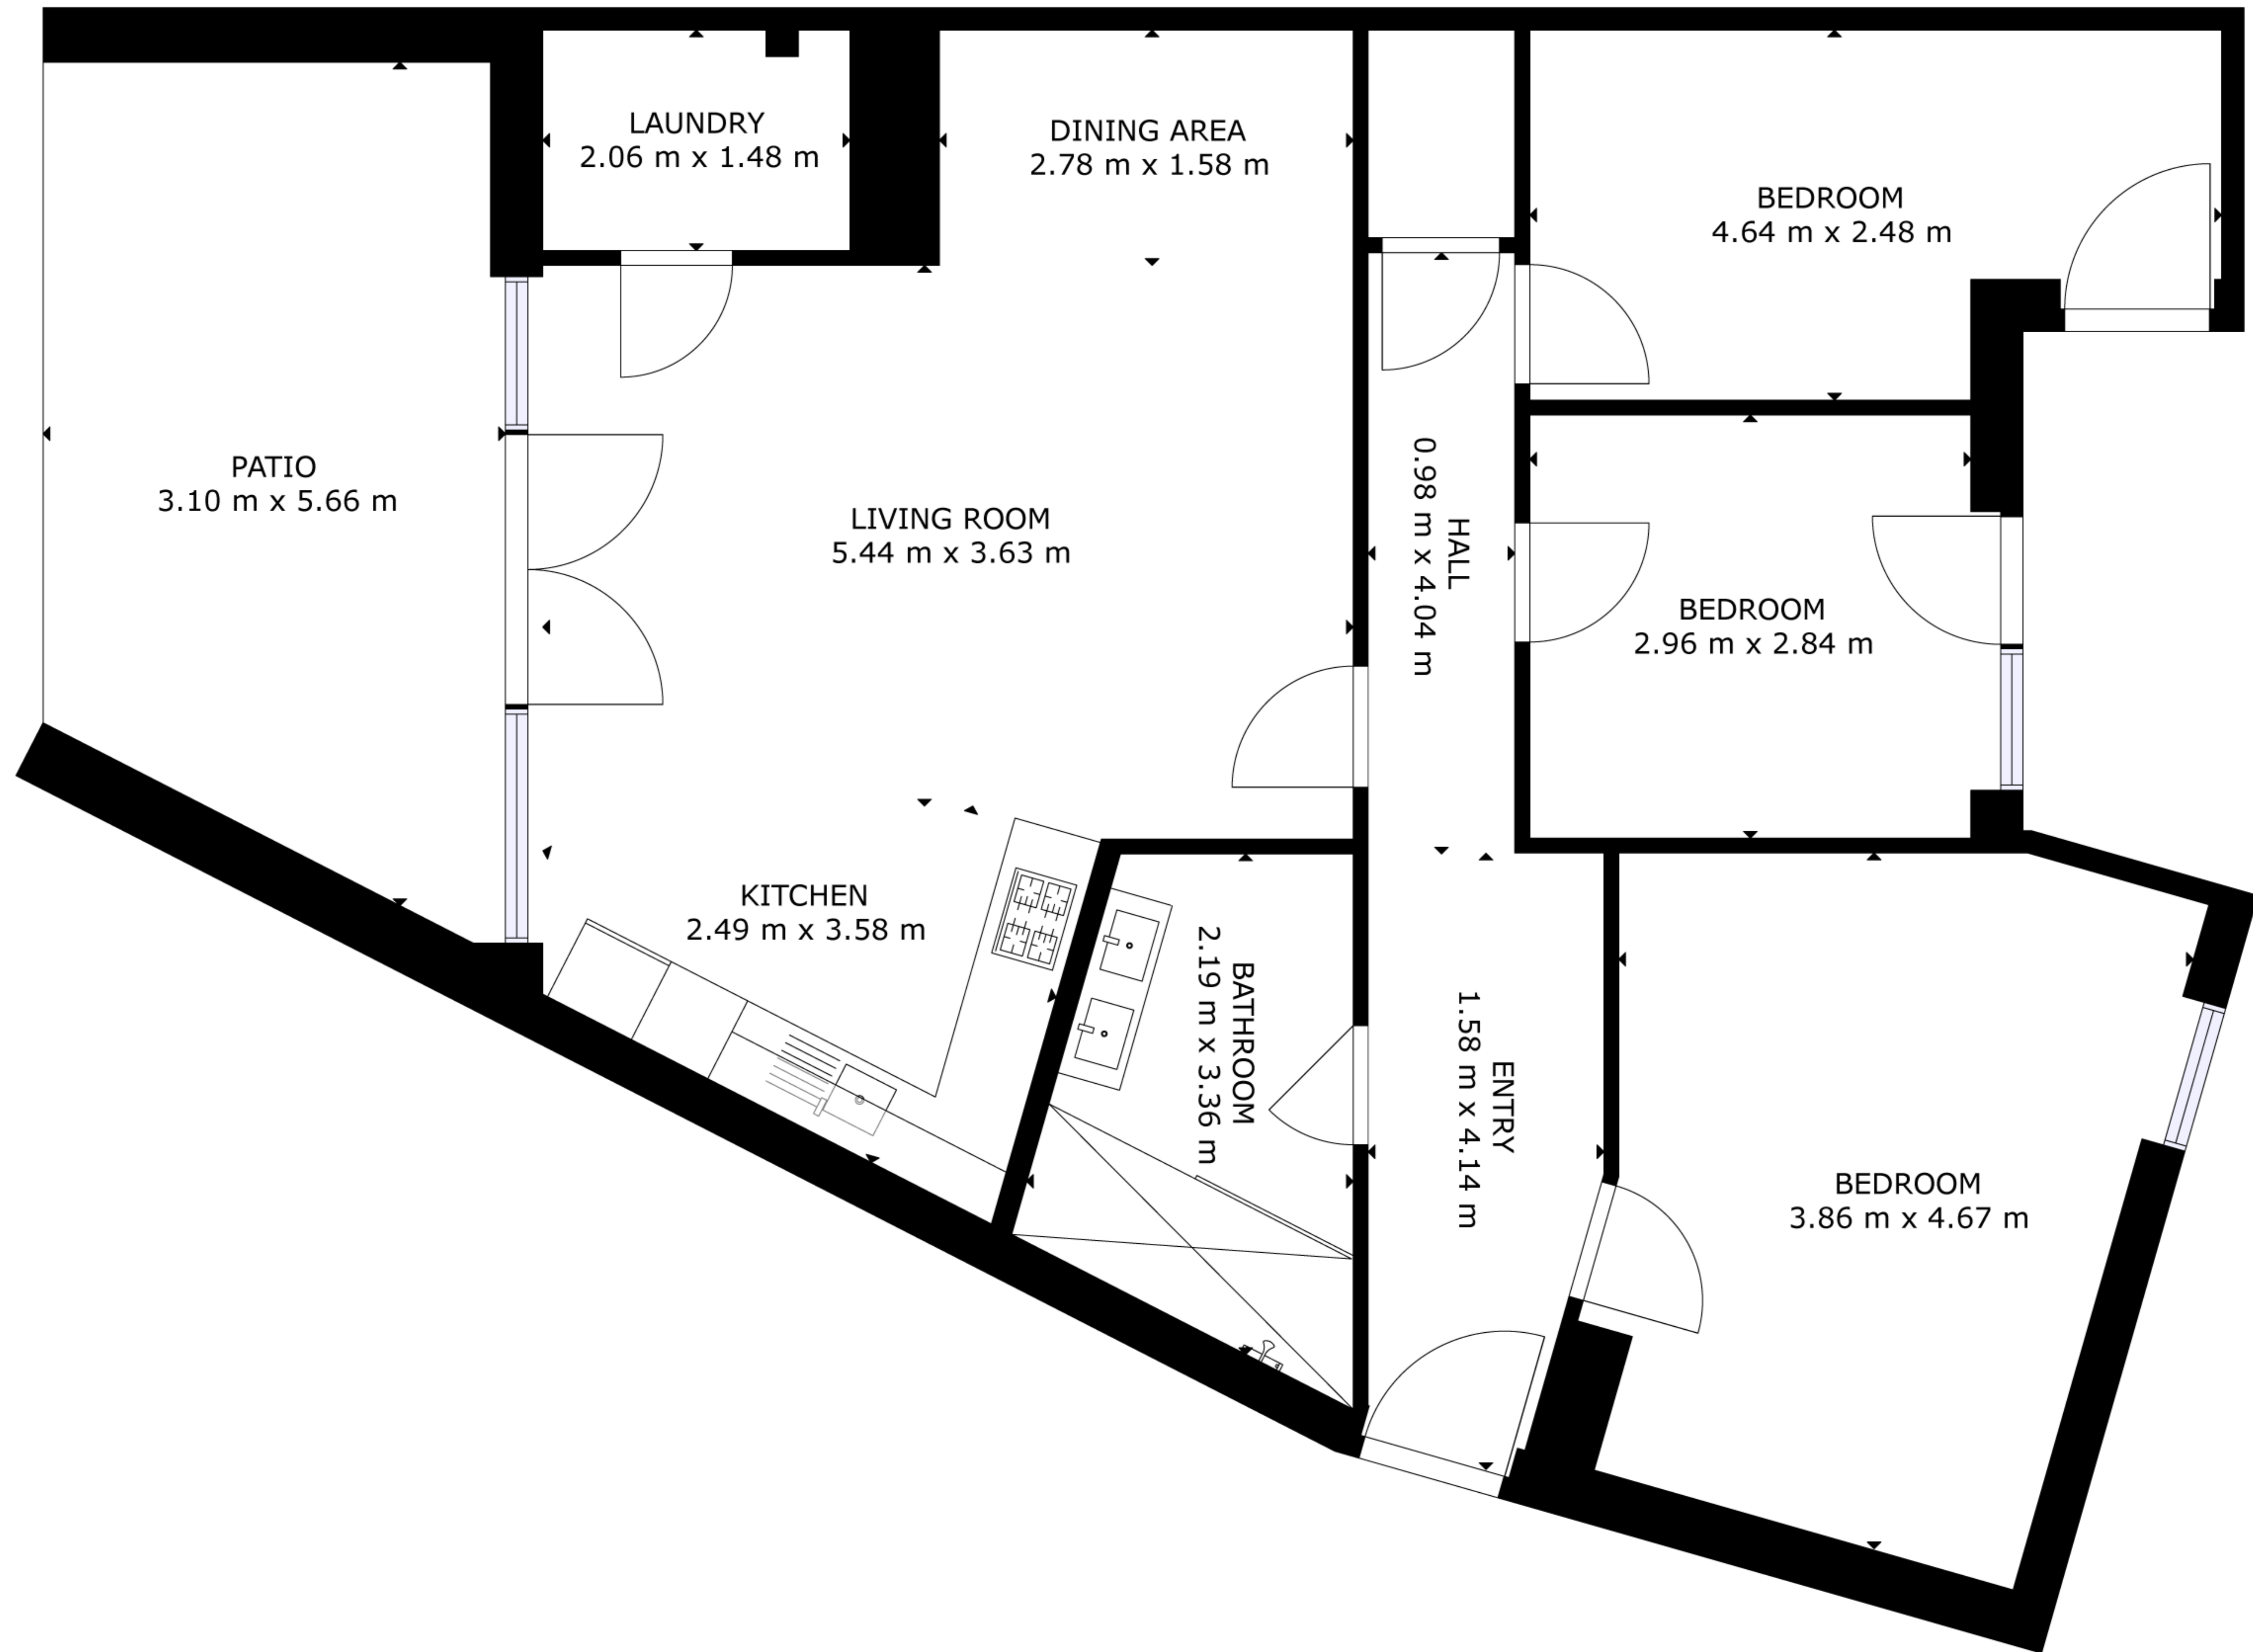 LAUNDRY
2.06 m x 1.48 m
DINING AREA
2.78 m x 1.58 m
BEDROOM
4.64 m x 2.48 m
PATIO
3.10 m x 5.66 m
LIVING ROOM
5.44 m x 3.63 m
HALL
0.98 m x 4.04 m
BEDROOM
2.96 m x 2.84 m
KITCHEN
2.49 m x 3.58 m
BATHROOM
2.19 m x 3.36 m
ENTRY
1.58 m x 4.14 m
BEDROOM
3.86 m x 4.67 m